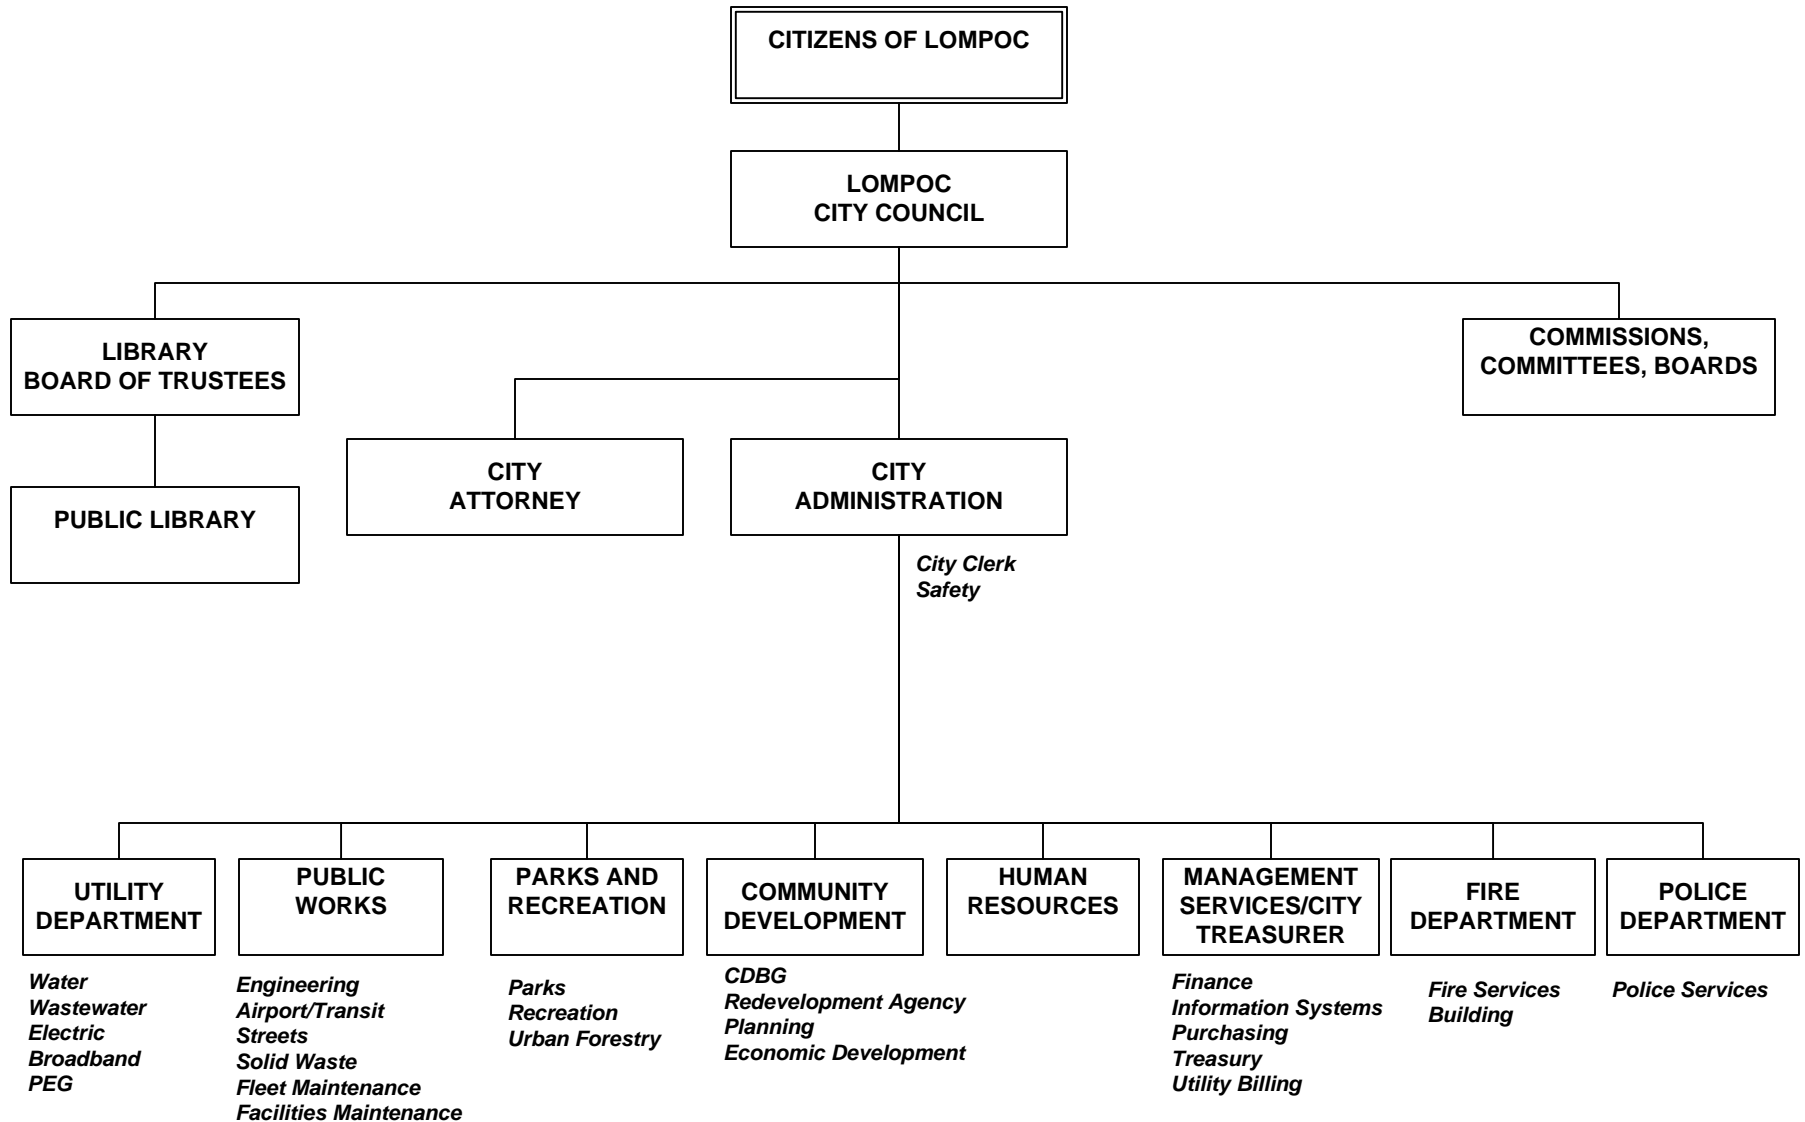 CITIZENS OF LOMPOC
LOMPOC
CITY COUNCIL
LIBRARY
BOARD OF TRUSTEES
COMMISSIONS,
COMMITTEES, BOARDS
PUBLIC LIBRARY
CITY
ATTORNEY
CITY
ADMINISTRATION
City Clerk
Safety
UTILITY
DEPARTMENT
Water
Wastewater
Electric
Broadband
PEG
PUBLIC
WORKS
Engineering
Airport/Transit
Streets
Solid Waste
Fleet Maintenance
Facilities Maintenance
PARKS AND
RECREATION
Parks
Recreation
Urban Forestry
COMMUNITY
DEVELOPMENT
CDBG
Redevelopment Agency
Planning
Economic Development
HUMAN
RESOURCES
MANAGEMENT
SERVICES/CITY
TREASURER
Finance
Information Systems
Purchasing
Treasury
Utility Billing
FIRE
DEPARTMENT
Fire Services
Building
POLICE
DEPARTMENT
Police Services